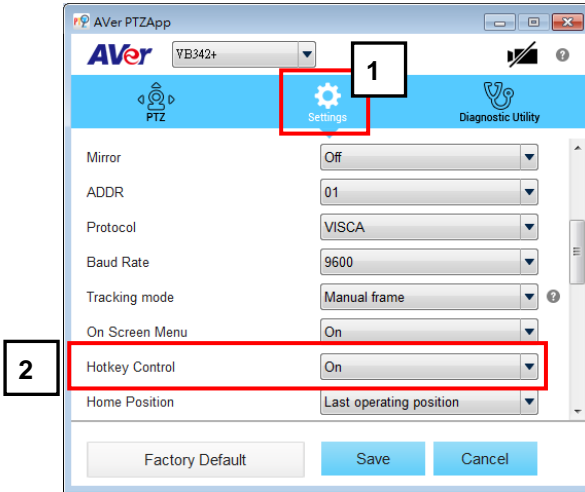 AVer PTZApp
AVer VB342+
1
PTZ Settings Diagnostic Utility
Mirror Off
ADDR 01
Protocol VISCA
Baud Rate 9600
Tracking mode Manual frame ?
On Screen Menu On
2 Hotkey Control On
Home Position Last operating position
Factory Default Save Cancel